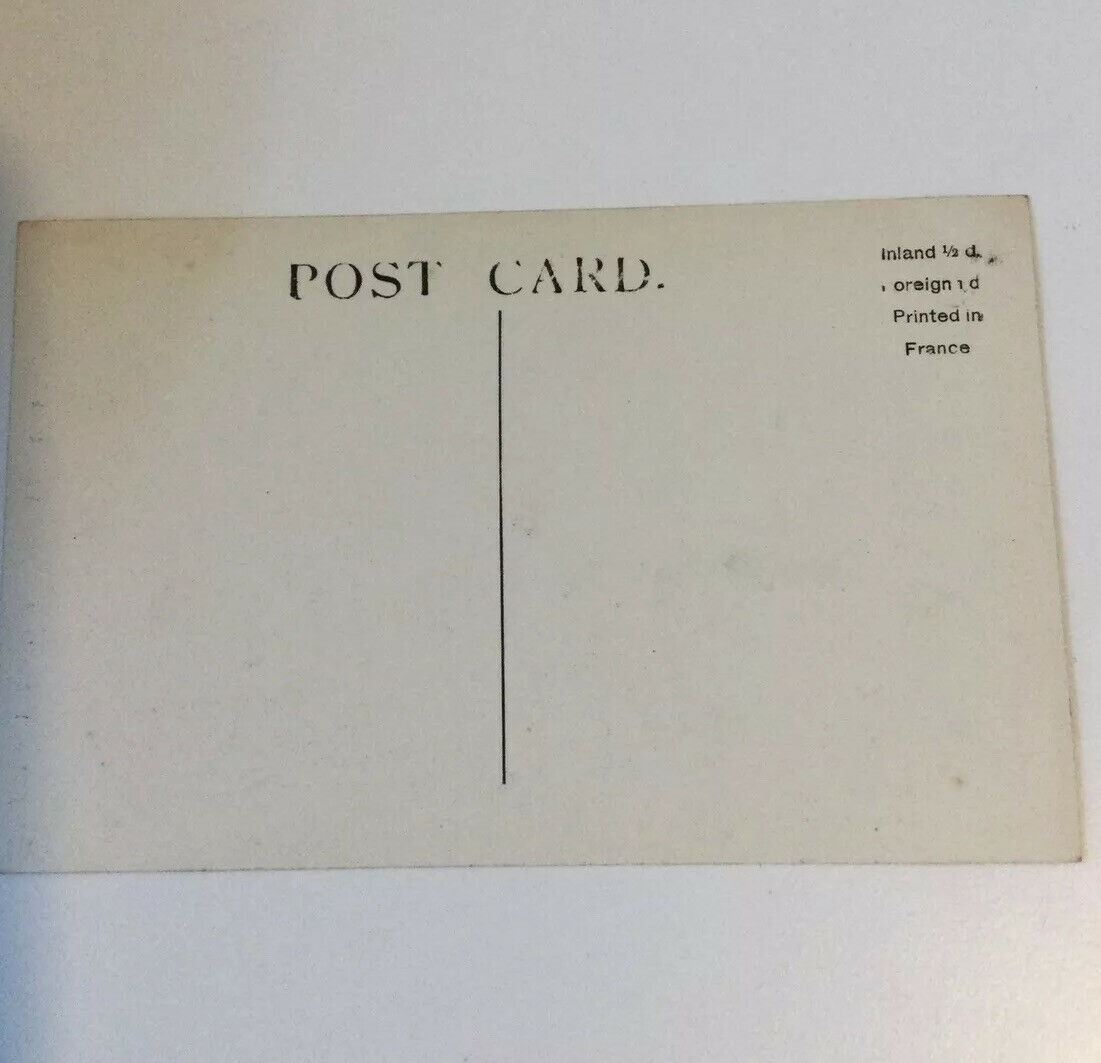 POST CARD.
Inland ½ d.
oreign 1 d
Printed in
France